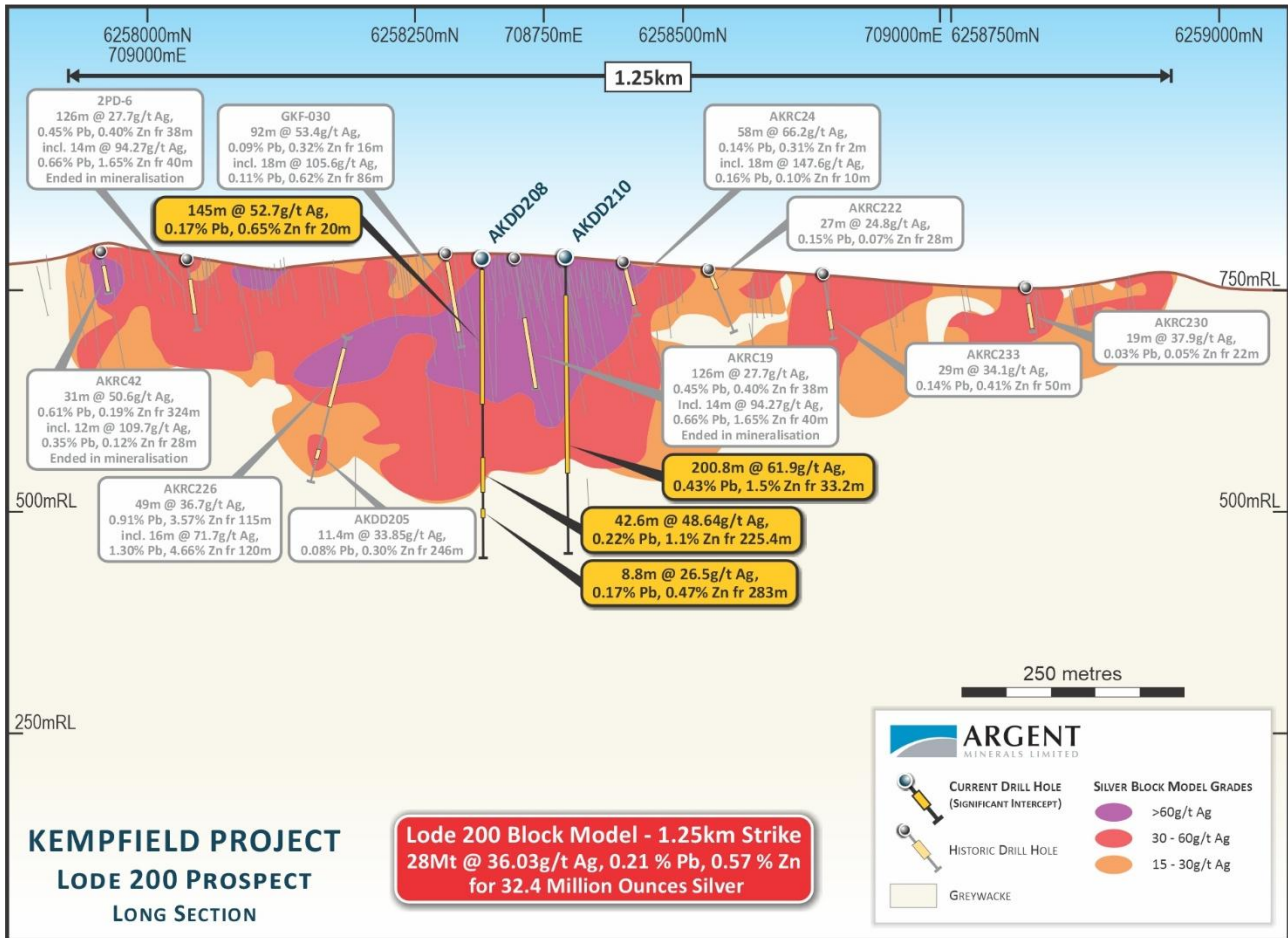 6258000mN
709000mE
6258250mN
708750mE
6258500mN
709000mE
6258750mN
6259000mN
1.25km
2PD-6
126m @ 27.7g/t Ag,
0.45% Pb, 0.40% Zn fr 38m
incl. 14m @ 94.27g/t Ag,
0.66% Pb, 1.65% Zn fr 40m
Ended in mineralisation
GKF-030
92m @ 53.4g/t Ag,
0.09% Pb, 0.32% Zn fr 16m
incl. 18m @ 105.6g/t Ag,
0.11% Pb, 0.62% Zn fr 86m
AKRC24
58m @ 66.2g/t Ag,
0.14% Pb, 0.31% Zn fr 2m
incl. 18m @ 147.6g/t Ag,
0.16% Pb, 0.10% Zn fr 10m
145m @ 52.7g/t Ag,
0.17% Pb, 0.65% Zn fr 20m
AKDD208
AKDD210
AKRC222
27m @ 24.8g/t Ag,
0.15% Pb, 0.07% Zn fr 28m
750mRL
AKRC42
31m @ 50.6g/t Ag,
0.61% Pb, 0.19% Zn fr 324m
incl. 12m @ 109.7g/t Ag,
0.35% Pb, 0.12% Zn fr 28m
Ended in mineralisation
AKRC19
126m @ 27.7g/t Ag,
0.45% Pb, 0.40% Zn fr 38m
Incl. 14m @ 94.27g/t Ag,
0.66% Pb, 1.65% Zn fr 40m
Ended in mineralisation
AKRC233
29m @ 34.1g/t Ag,
0.14% Pb, 0.41% Zn fr 50m
AKRC230
19m @ 37.9g/t Ag,
0.03% Pb, 0.05% Zn fr 22m
750mRL
500mRL
AKRC226
49m @ 36.7g/t Ag,
0.91% Pb, 3.57% Zn fr 115m
incl. 16m @ 71.7g/t Ag,
1.30% Pb, 4.66% Zn fr 120m
AKDD205
11.4m @ 33.85g/t Ag,
0.08% Pb, 0.30% Zn fr 246m
200.8m @ 61.9g/t Ag,
0.43% Pb, 1.5% Zn fr 33.2m
42.6m @ 48.64g/t Ag,
0.22% Pb, 1.1% Zn fr 225.4m
8.8m @ 26.5g/t Ag,
0.17% Pb, 0.47% Zn fr 283m
500mRL
250mRL
250 metres
ARGENT
MINERALS LIMITED
CURRENT DRILL HOLE
(SIGNIFICANT INTERCEPT)
HISTORIC DRILL HOLE
GREYWACKE
SILVER BLOCK MODEL GRADES
>60g/t Ag
30 - 60g/t Ag
15 - 30g/t Ag
KEMPFIELD PROJECT
LODE 200 PROSPECT
LONG SECTION
Lode 200 Block Model - 1.25km Strike
28Mt @ 36.03g/t Ag, 0.21 % Pb, 0.57 % Zn
for 32.4 Million Ounces Silver